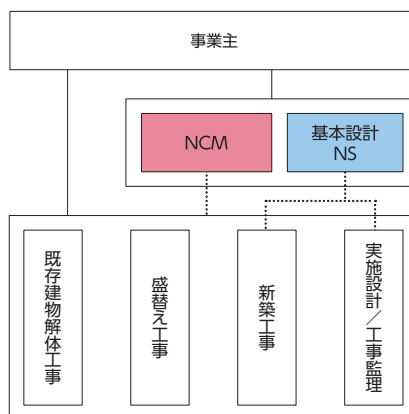 事業主
NCM
基本設計
NS
既存建物解体工事
盛替え工事
新築工事
実施設計／工事監理